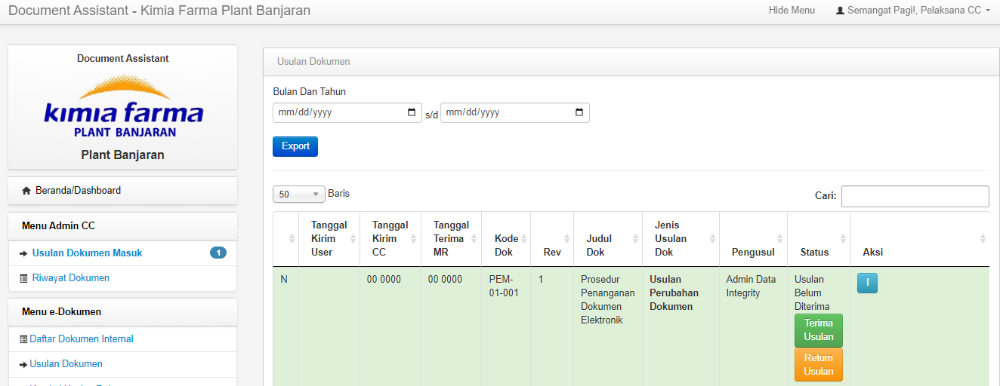 Document Assistant - Kimia Farma Plant Banjaran
Hide Menu
Semangat Pagi!, Pelaksana CC
Document Assistant
kimia farma
PLANT BANJARAN
Plant Banjaran
Beranda/Dashboard
Menu Admin CC
Usulan Dokumen Masuk 1
Riwayat Dokumen
Menu e-Dokumen
Daftar Dokumen Internal
Usulan Dokumen
Usulan Dokumen
Bulan Dan Tahun
mm/dd/yyyy s/d mm/dd/yyyy
Export
50 Baris
Cari:
Tanggal Kirim User
Tanggal Kirim CC
Tanggal Terima MR
Kode Dok
Rev
Judul Dok
Jenis Usulan Dok
Pengusul
Status
Aksi
N
00 0000
00 0000
PEM-
01-001
1
Prosedur
Penanganan
Dokumen
Elektronik
Usulan
Perubahan
Dokumen
Admin Data
Integrity
Usulan
Belum
Diterima
Terima
Usulan
Return
Usulan
I